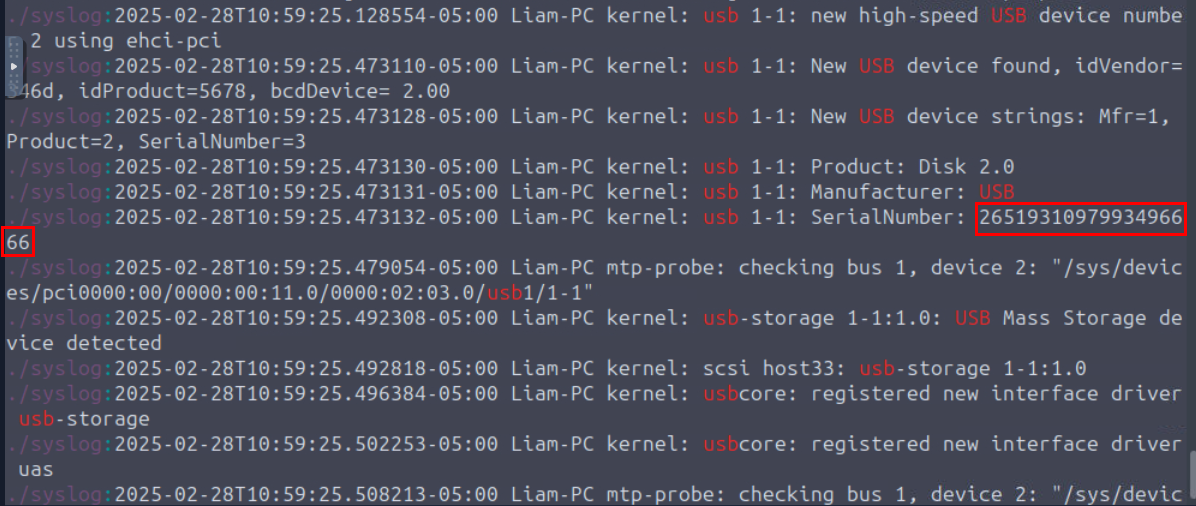 ./syslog:2025-02-28T10:59:25.128554-05:00 Liam-PC kernel: usb 1-1: new high-speed USB device numbe
2 using ehci-pci
/syslog:2025-02-28T10:59:25.473110-05:00 Liam-PC kernel: usb 1-1: New USB device found, idVendor=
346d, idProduct=5678, bcdDevice= 2.00
./syslog:2025-02-28T10:59:25.473128-05:00 Liam-PC kernel: usb 1-1: New USB device strings: Mfr=1,
Product=2, SerialNumber=3
./syslog:2025-02-28T10:59:25.473130-05:00 Liam-PC kernel: usb 1-1: Product: Disk 2.0
./syslog:2025-02-28T10:59:25.473131-05:00 Liam-PC kernel: usb 1-1: Manufacturer: USB
./syslog:2025-02-28T10:59:25.473132-05:00 Liam-PC kernel: usb 1-1: SerialNumber: 26519310979934966
66
./syslog:2025-02-28T10:59:25.479054-05:00 Liam-PC mtp-probe: checking bus 1, device 2: "/sys/devic
es/pci0000:00/0000:00:11.0/0000:02:03.0/usb1/1-1"
./syslog:2025-02-28T10:59:25.492308-05:00 Liam-PC kernel: usb-storage 1-1:1.0: USB Mass Storage de
vice detected
./syslog:2025-02-28T10:59:25.492818-05:00 Liam-PC kernel: scsi host33: usb-storage 1-1:1.0
./syslog:2025-02-28T10:59:25.496384-05:00 Liam-PC kernel: usbcore: registered new interface driver
usb-storage
./syslog:2025-02-28T10:59:25.502253-05:00 Liam-PC kernel: usbcore: registered new interface driver
uas
./syslog:2025-02-28T10:59:25.508213-05:00 Liam-PC mtp-probe: checking bus 1, device 2: "/sys/devic